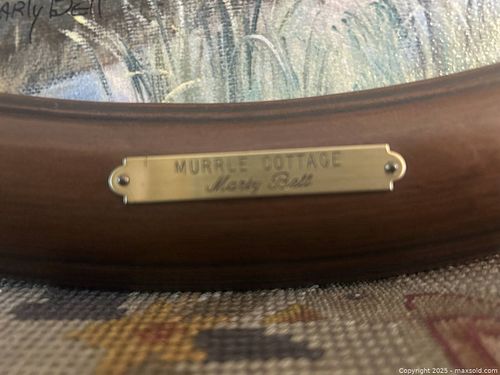 Marty Bell
MURRLE COTTAGE
Marty Bell
Copyright © 2025 - maxsold.com